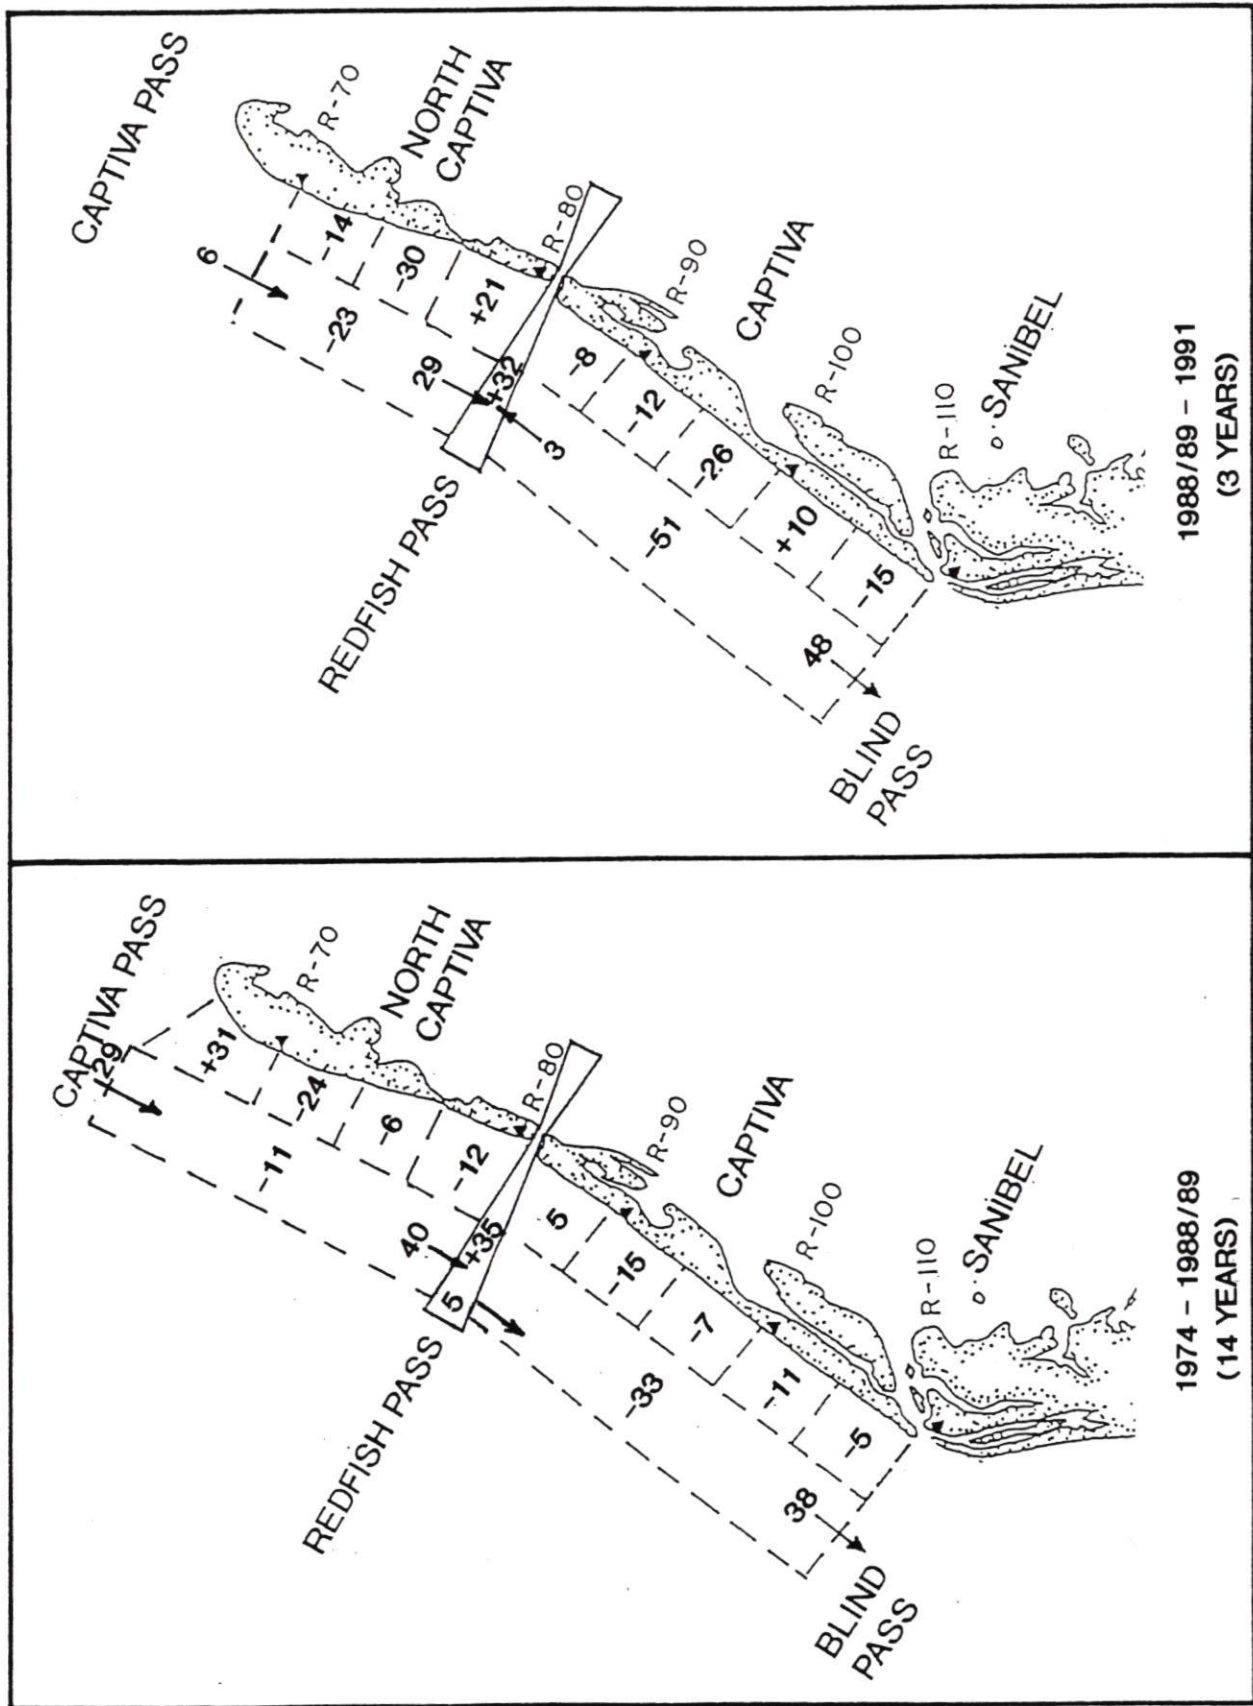 CAPTIVA PASS
6
R-70
-14
NORTH
CAPTIVA
-23
-30
+21
R-80
29
+32
3
REDFISH PASS
-8
R-90
-12
CAPTIVA
-26
R-100
-51
+10
R-110
SANIBEL
-15
48
BLIND
PASS
1988/89 - 1991
(3 YEARS)
CAPTIVA PASS
29
+31
R-70
-24
NORTH
CAPTIVA
-11
-6
-12
R-80
40
+35
5
REDFISH PASS
5
R-90
-15
CAPTIVA
-7
R-100
-33
-11
R-110
SANIBEL
-5
38
BLIND
PASS
1974 - 1988/89
(14 YEARS)